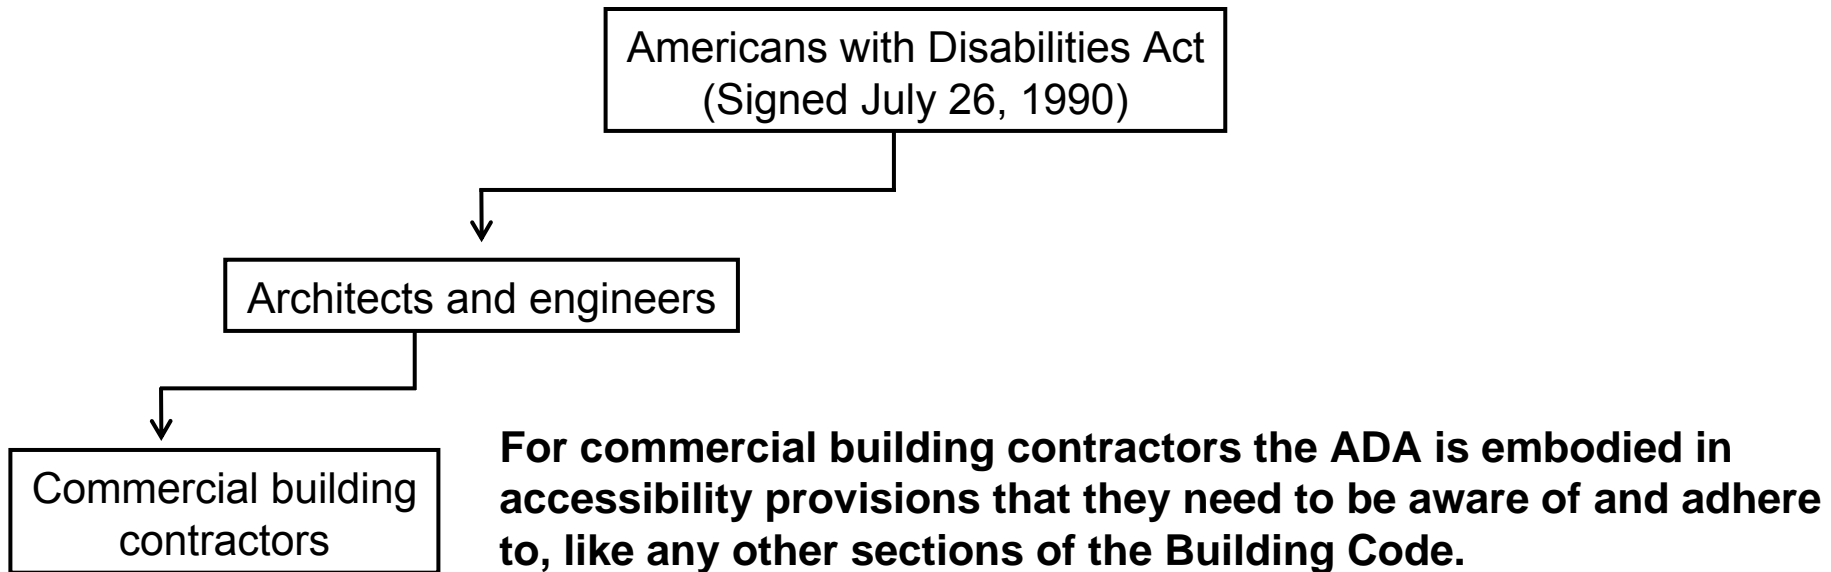 Americans with Disabilities Act
(Signed July 26, 1990)
Architects and engineers
Commercial building
contractors
For commercial building contractors the ADA is embodied in
accessibility provisions that they need to be aware of and adhere
to, like any other sections of the Building Code.